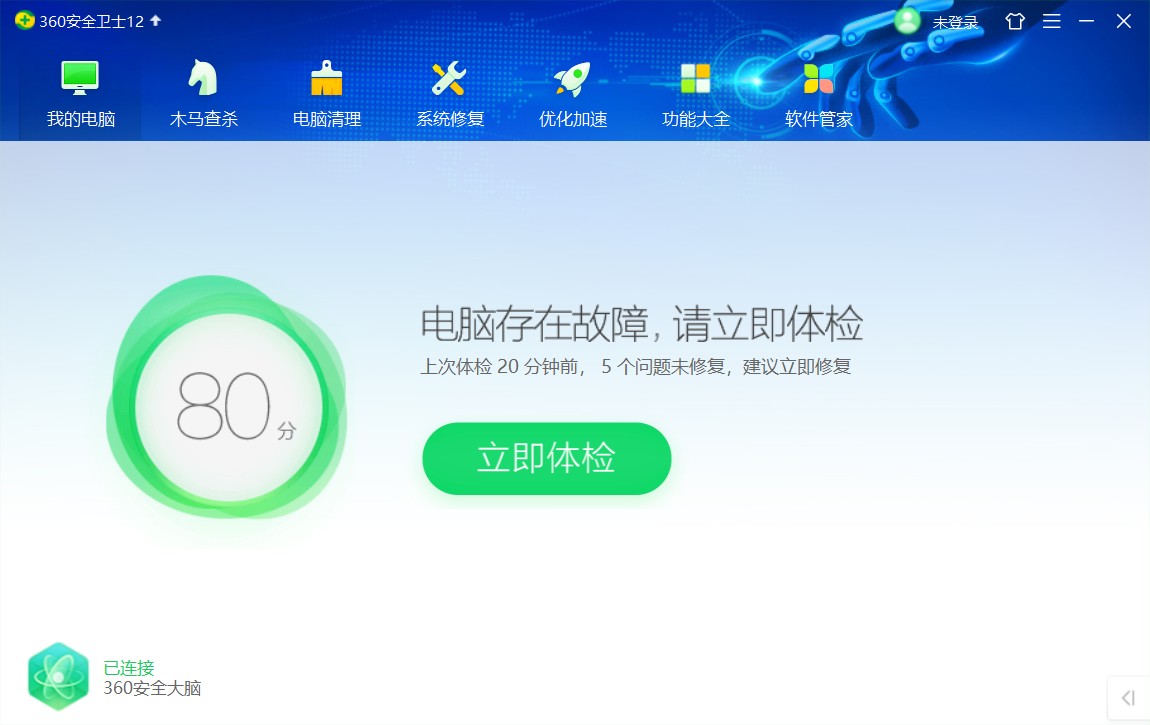 360安全卫士12
未登录
我的电脑
木马查杀
电脑清理
系统修复
优化加速
功能大全
软件管家
80分
电脑存在故障，请立即体检
上次体检 20 分钟前， 5 个问题未修复，建议立即修复
立即体检
已连接
360安全大脑